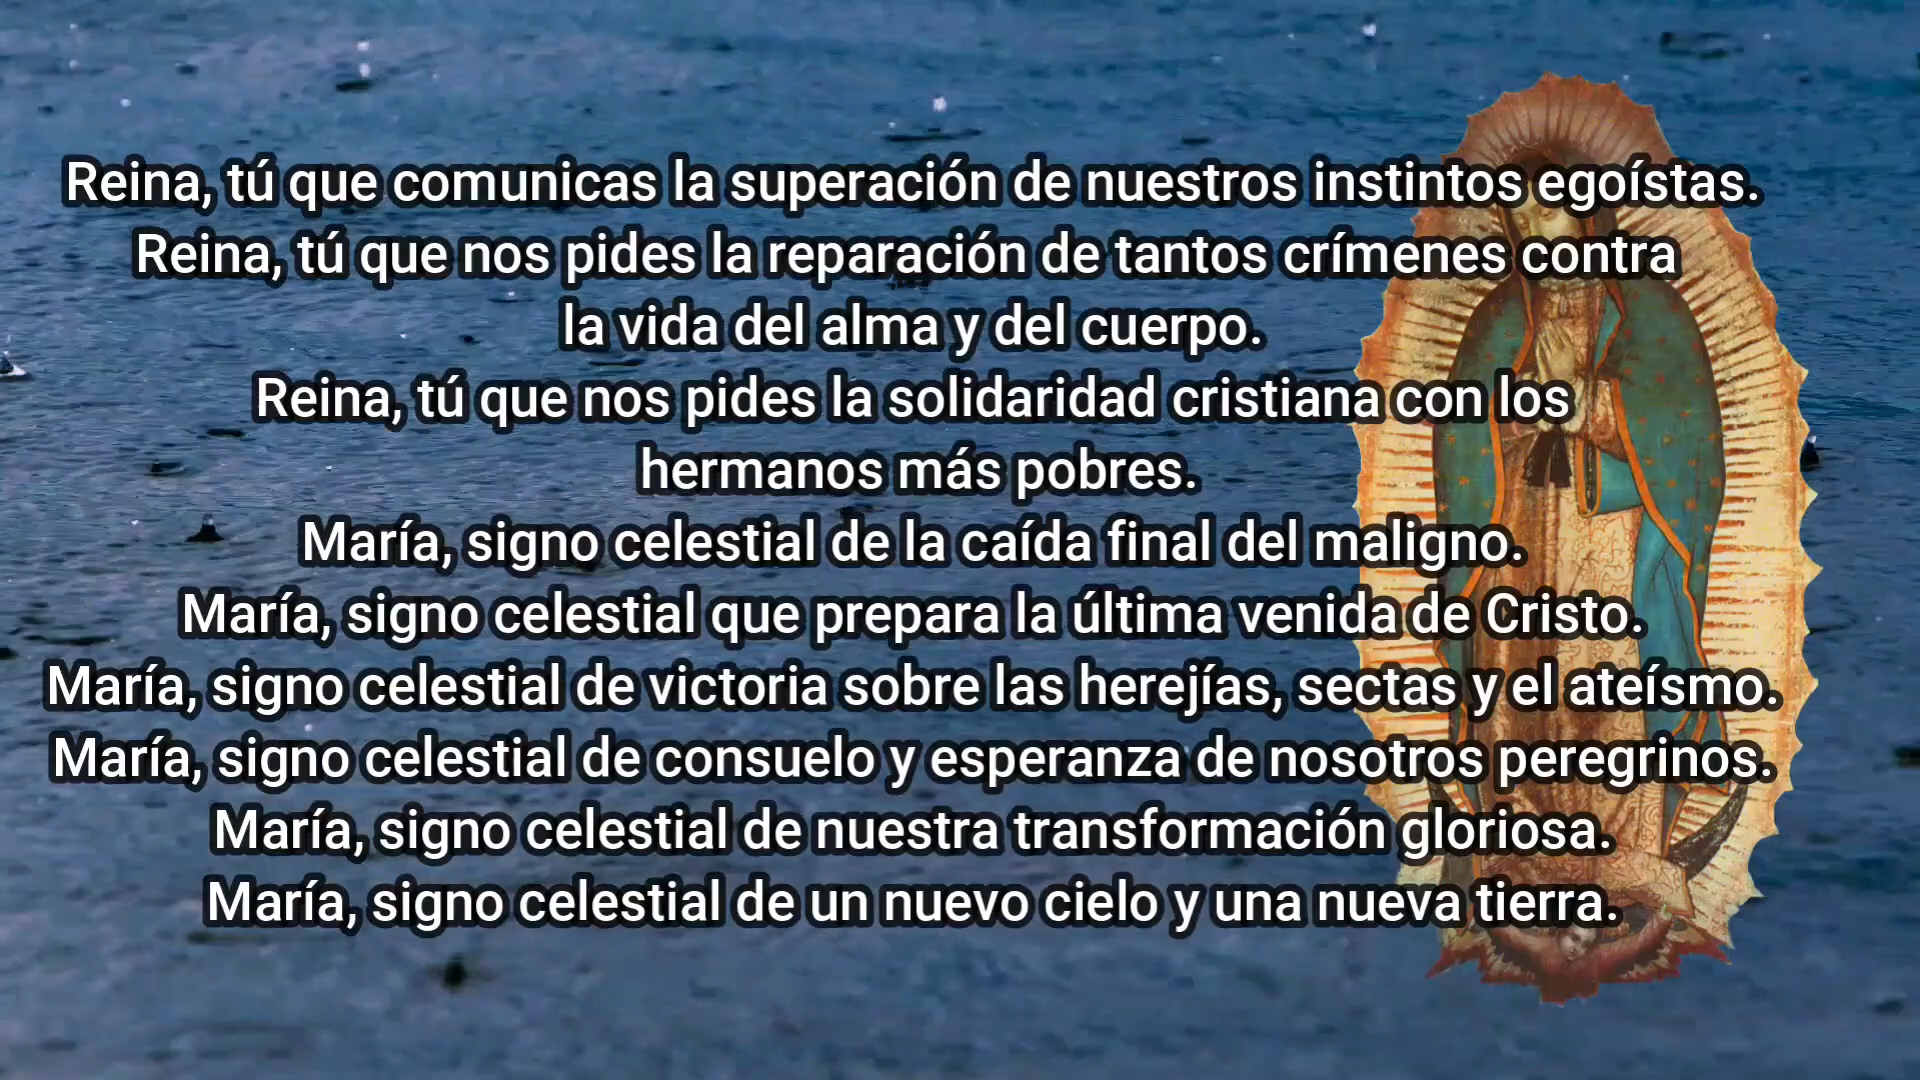 Reina, tú que comunicas la superación de nuestros instintos egoístas.
Reina, tú que nos pides la reparación de tantos crímenes contra
la vida del alma y del cuerpo.
Reina, tú que nos pides la solidaridad cristiana con los
hermanos más pobres.
María, signo celestial de la caída final del maligno.
María, signo celestial que prepara la última venida de Cristo.
María, signo celestial de victoria sobre las herejías, sectas y el ateísmo.
María, signo celestial de consuelo y esperanza de nosotros peregrinos.
María, signo celestial de nuestra transformación gloriosa.
María, signo celestial de un nuevo cielo y una nueva tierra.